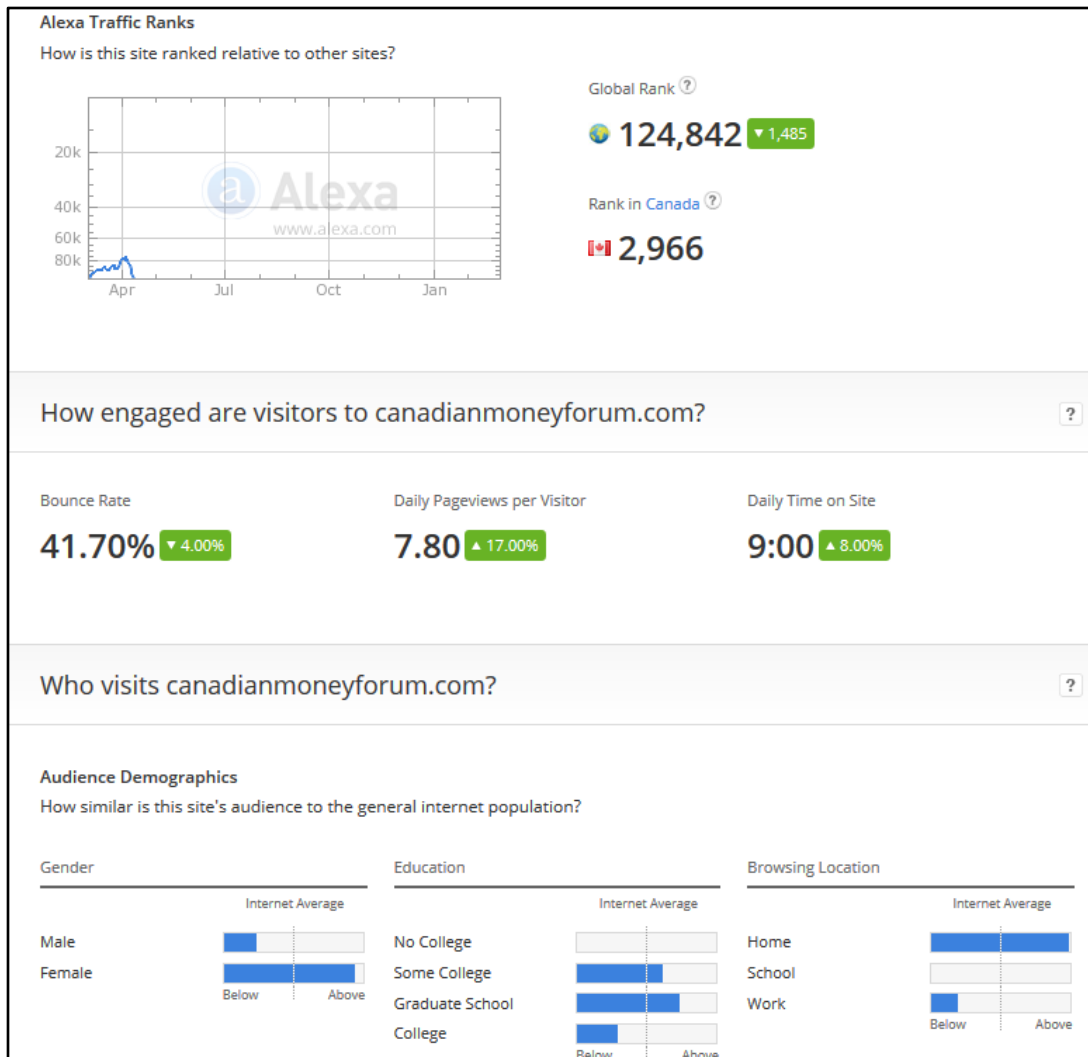 Alexa Traffic Ranks
How is this site ranked relative to other sites?
Global Rank ?
124,842 ▼ 1,485
Rank in Canada ?
2,966
20k
40k
60k
80k
Apr Jul Oct Jan
a Alexa
www.alexa.com
How engaged are visitors to canadianmoneyforum.com? ?
Bounce Rate Daily Pageviews per Visitor Daily Time on Site
41.70% ▼ 4.00% 7.80 ▲ 17.00% 9:00 ▲ 8.00%
Who visits canadianmoneyforum.com? ?
Audience Demographics
How similar is this site's audience to the general internet population?
Gender
Internet Average
Male
Female
Below Above
Education
Internet Average
No College
Some College
Graduate School
College
Below Above
Browsing Location
Internet Average
Home
School
Work
Below Above